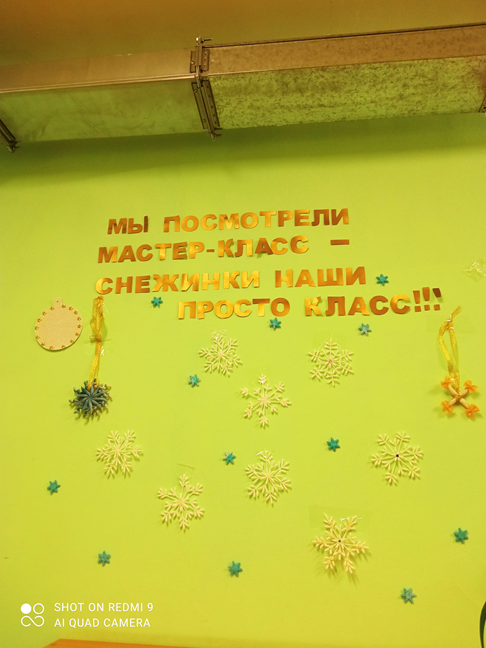 МЫ ПОСМОТРЕЛИ
МАСТЕР-КЛАСС –
СНЕЖИНКИ НАШИ
ПРОСТО КЛАСС!!!
SHOT ON REDMI 9
AI QUAD CAMERA